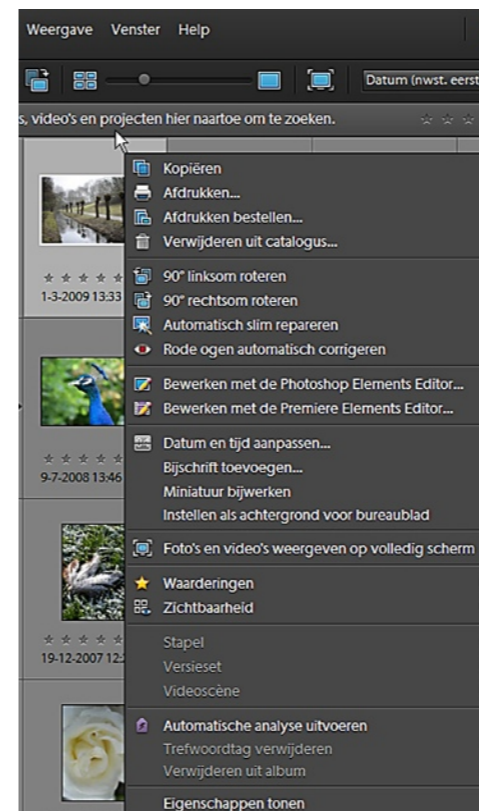 Weergave Venster Help
Datum (nwst. eerst
s, video's en projecten hier naartoe om te zoeken.
Kopiëren
Afdrukken...
Afdrukken bestellen...
Verwijderen uit catalogus...
1-3-2009 13:33
90° linksom roteren
90° rechtsom roteren
Automatisch slim repareren
Rode ogen automatisch corrigeren
Bewerken met de Photoshop Elements Editor...
Bewerken met de Premiere Elements Editor...
9-7-2008 13:46
Datum en tijd aanpassen...
Bijschrift toevoegen...
Miniatuur bijwerken
Instellen als achtergrond voor bureaublad
Foto's en video's weergeven op volledig scherm
Waarderingen
Zichtbaarheid
19-12-2007 12:
Stapel
Versieset
Videoscène
Automatische analyse uitvoeren
Trefwoordtag verwijderen
Verwijderen uit album
Eigenschappen tonen